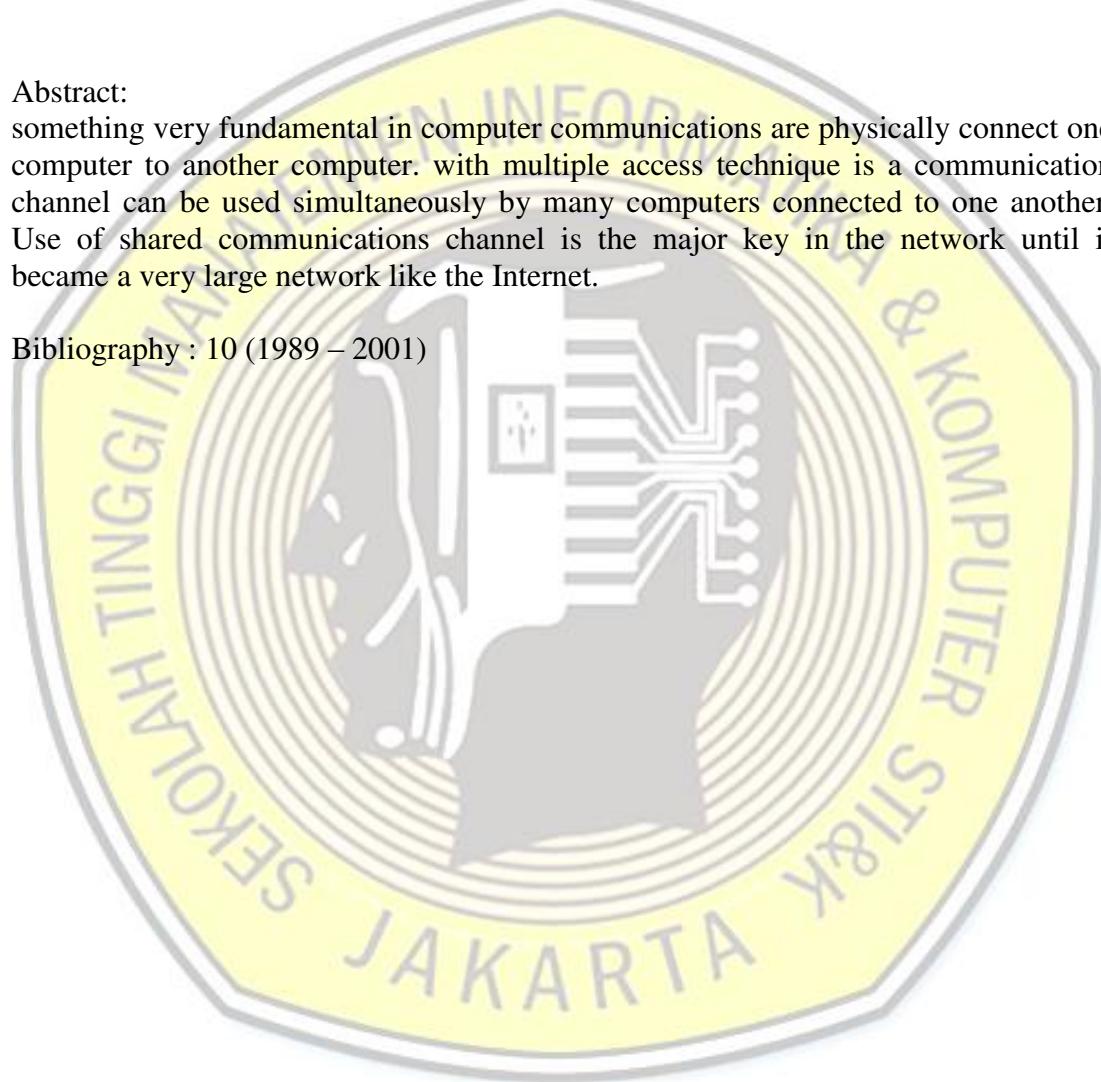 Abstract:
something very fundamental in computer communications are physically connect one
computer to another computer. with multiple access technique is a communication
channel can be used simultaneously by many computers connected to one another
Use of shared communications channel is the major key in the network until i
became a very large network like the Internet.
Bibliography : 10 (1989 – 2001)
SEKOLAH TINGGI MANAJEMEN INFORMATIKA & KOMPUTER STI&K
JAKARTA